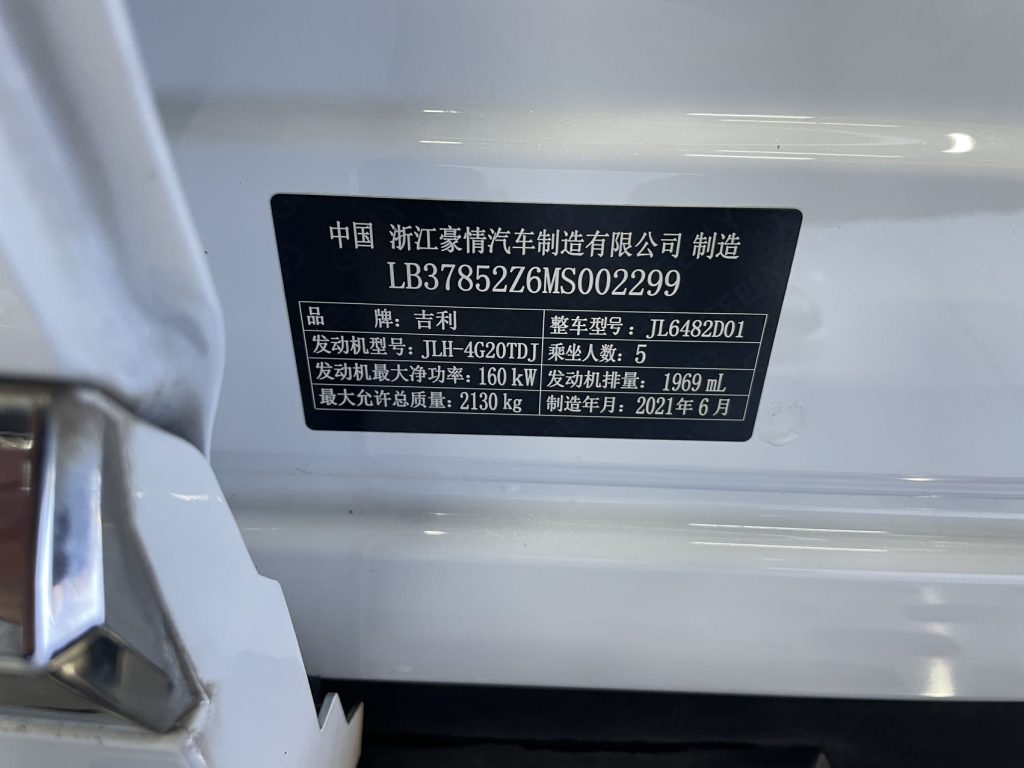 中国 浙江豪情汽车制造有限公司 制造
LB37852Z6MS002299
品 牌：吉利 整车型号：JL6482D01
发动机型号：JLH-4G20TDJ 乘坐人数：5
发动机最大净功率：160 kW 发动机排量：1969 mL
最大允许总质量：2130 kg 制造年月：2021年6月